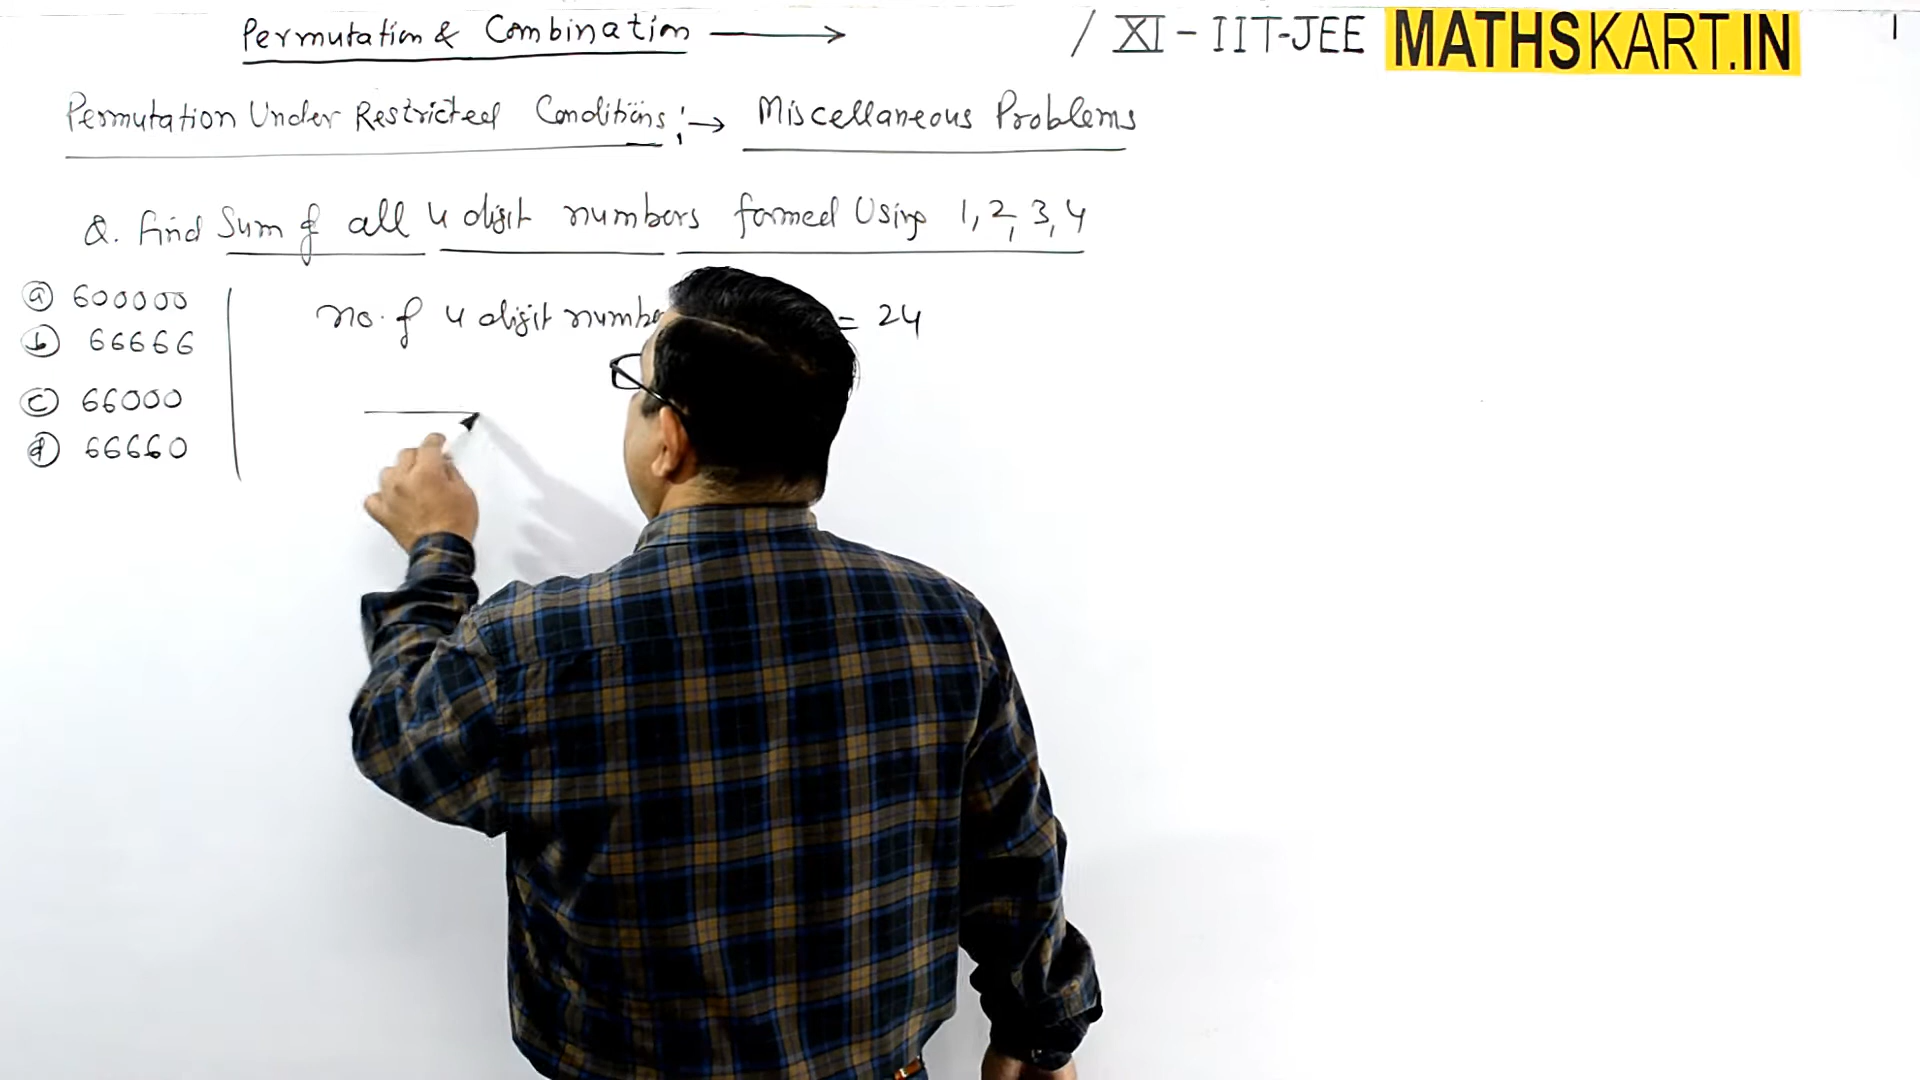 Permutation & Combination → / XI - IIT-JEE MATHSKART.IN 1
Permutation Under Restricted Conditions :→ Miscellaneous Problems
Q. Find Sum of all 4 digit numbers formed Using 1, 2, 3, 4
(a) 600000
(b) 66666
(c) 66000
(d) 66660
no. of 4 digit = 24